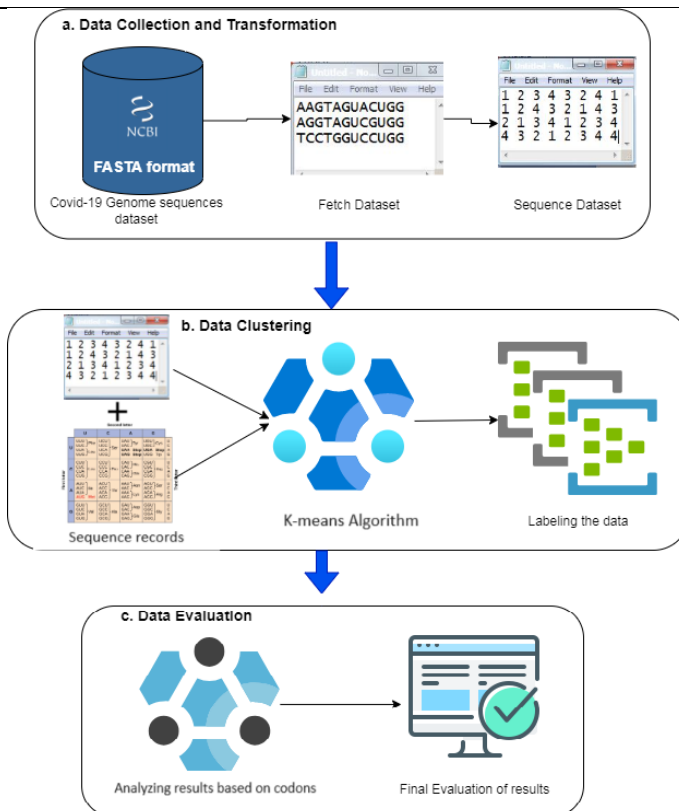 a. Data Collection and Transformation
NCBI
FASTA format
Covid-19 Genome sequences
dataset
File Edit Format View Help
AAGTAGUACUGG
AGGTAGUCGUGG
TCCTGGUCCUGG
Fetch Dataset
File Edit Format View Help
1 2 3 4 3 2 4 1
1 2 4 3 2 1 4 3
2 1 3 4 1 2 3 4
4 3 2 1 2 3 4 4
Sequence Dataset
b. Data Clustering
File Edit Format View Help
1 2 3 4 3 2 4 1
1 2 4 3 2 1 4 3
2 1 3 4 1 2 3 4
4 3 2 1 2 3 4 4
+
Sequence records
K-means Algorithm
Labeling the data
c. Data Evaluation
Analyzing results based on codons
Final Evaluation of results